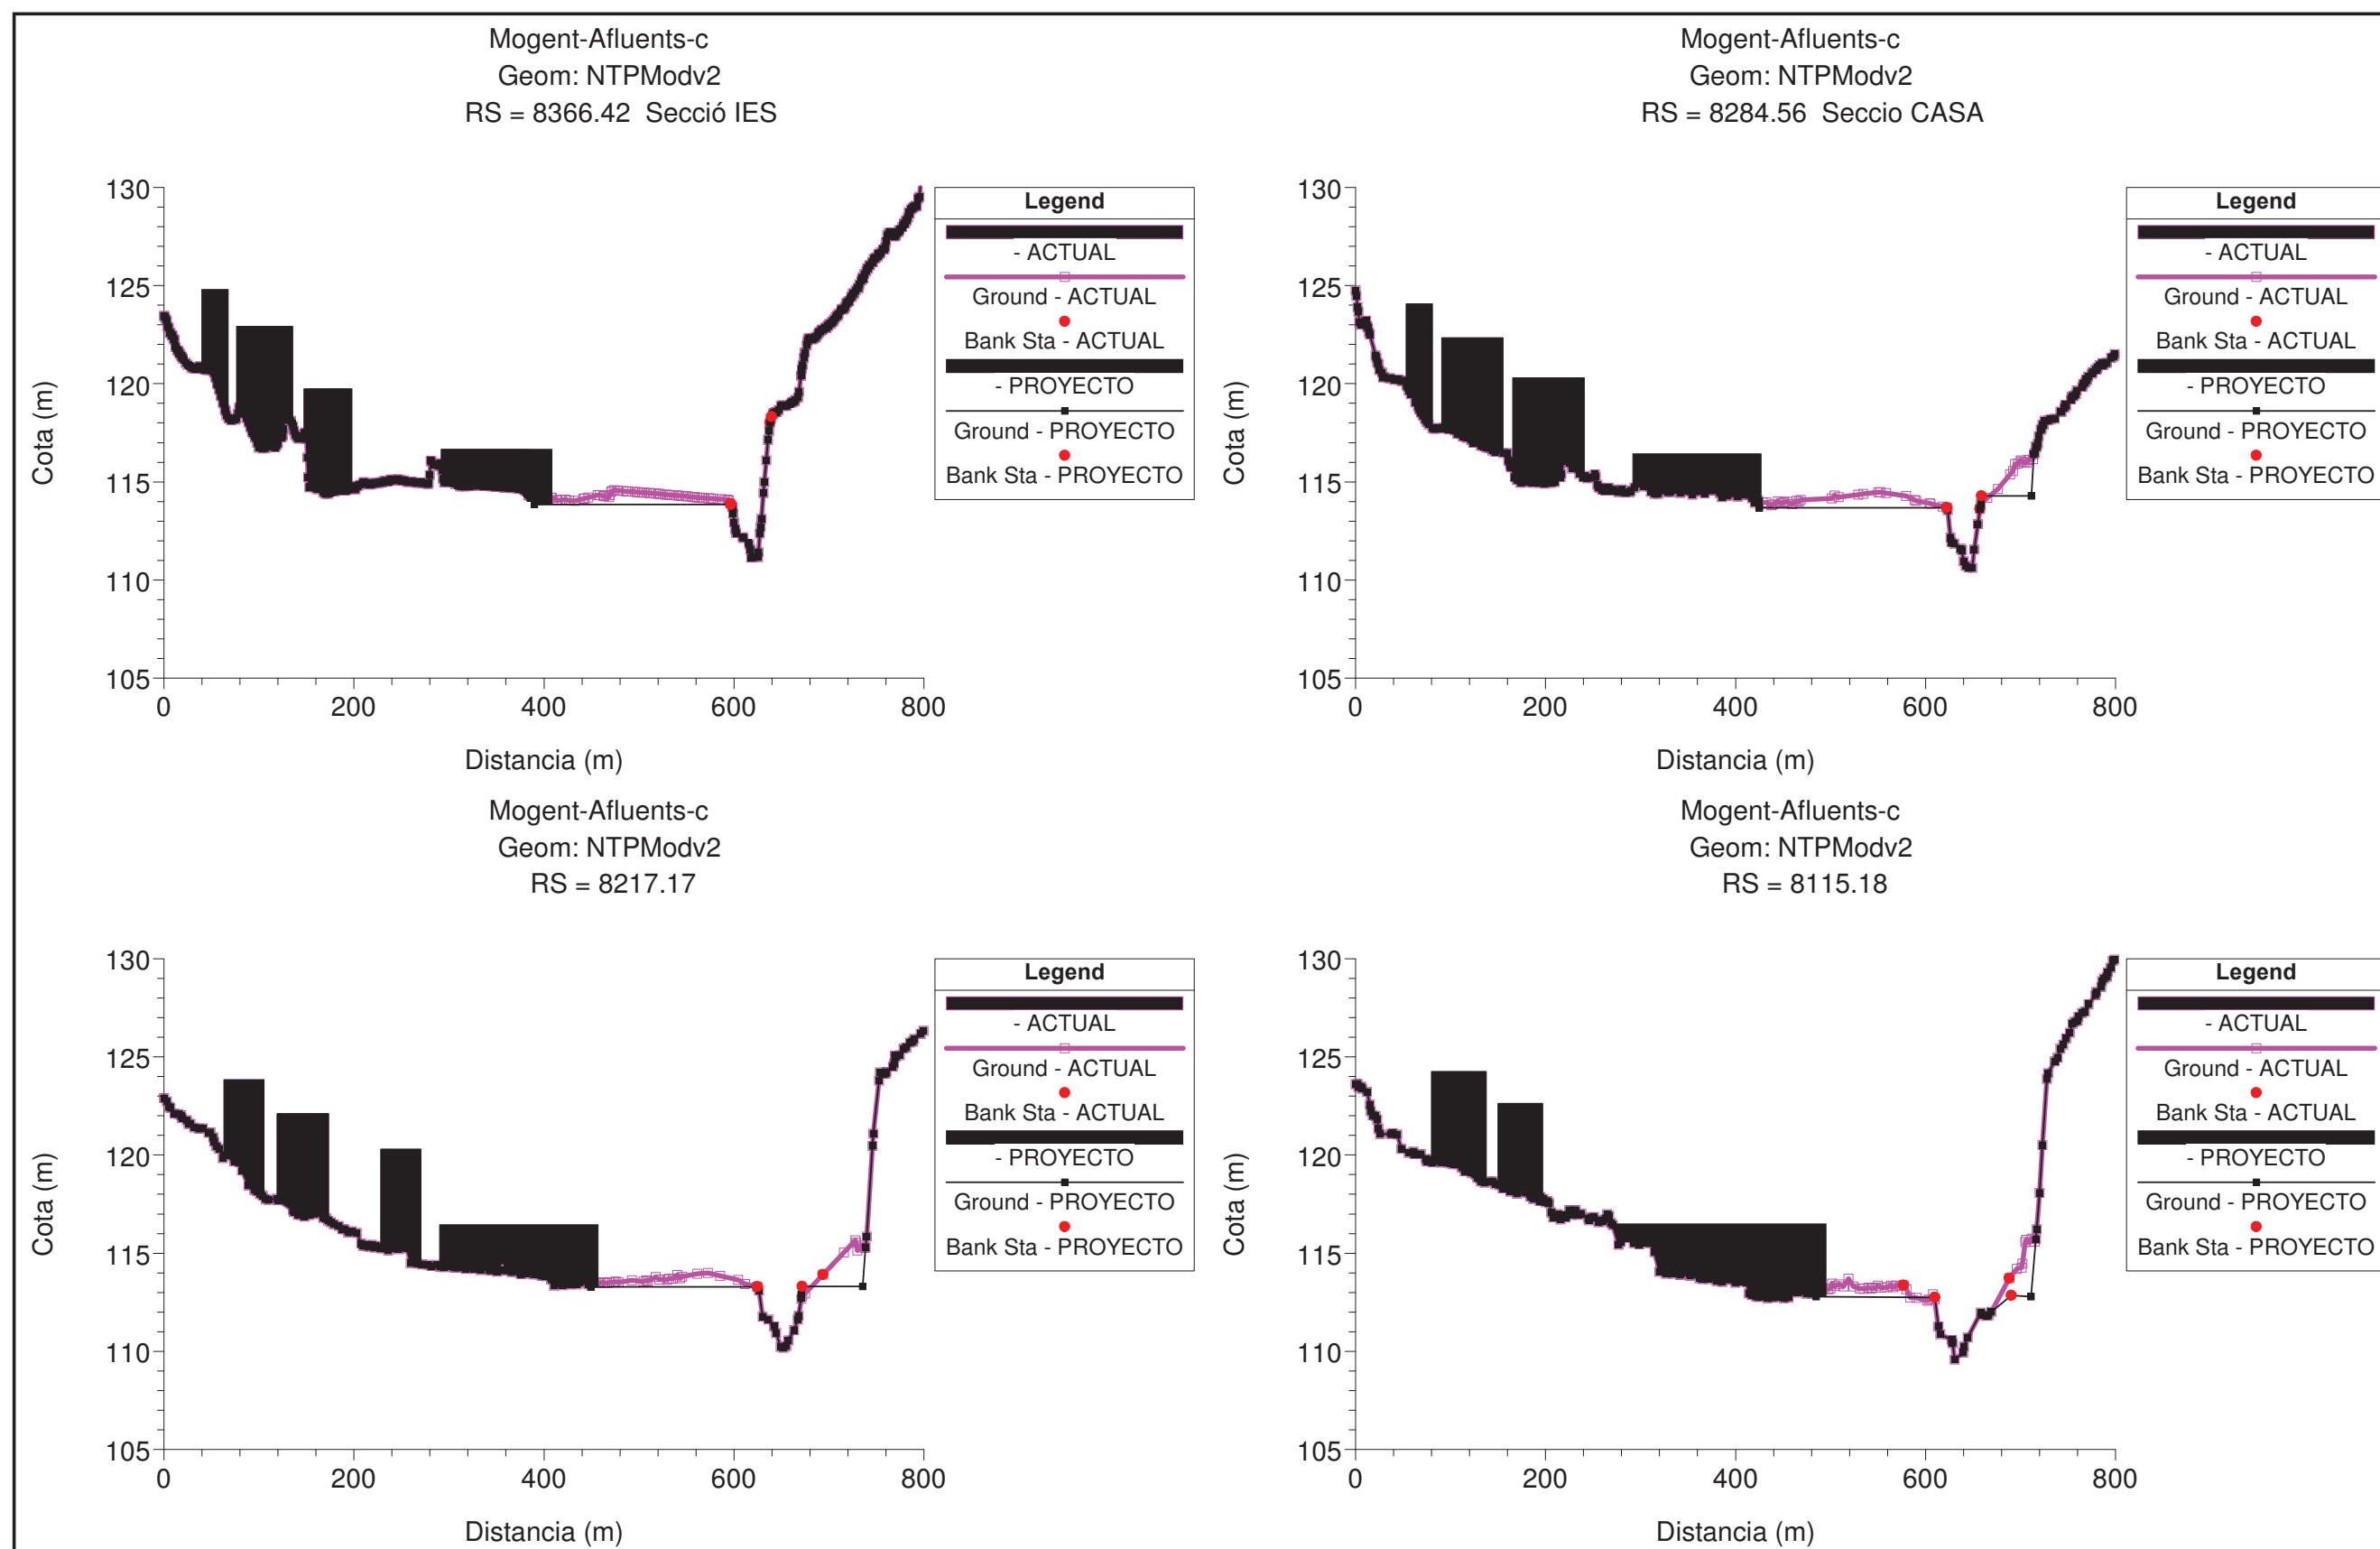 Mogent-Afluents-c
Geom: NTPModv2
RS = 8366.42  Secció IES
130
125
120
115
110
105
0
200
400
600
800
Cota (m)
Distancia (m)
Legend
- ACTUAL
Ground - ACTUAL
Bank Sta - ACTUAL
- PROYECTO
Ground - PROYECTO
Bank Sta - PROYECTO
Mogent-Afluents-c
Geom: NTPModv2
RS = 8284.56  Seccio CASA
130
125
120
115
110
105
0
200
400
600
800
Cota (m)
Distancia (m)
Legend
- ACTUAL
Ground - ACTUAL
Bank Sta - ACTUAL
- PROYECTO
Ground - PROYECTO
Bank Sta - PROYECTO
Mogent-Afluents-c
Geom: NTPModv2
RS = 8217.17
130
125
120
115
110
105
0
200
400
600
800
Cota (m)
Distancia (m)
Legend
- ACTUAL
Ground - ACTUAL
Bank Sta - ACTUAL
- PROYECTO
Ground - PROYECTO
Bank Sta - PROYECTO
Mogent-Afluents-c
Geom: NTPModv2
RS = 8115.18
130
125
120
115
110
105
0
200
400
600
800
Cota (m)
Distancia (m)
Legend
- ACTUAL
Ground - ACTUAL
Bank Sta - ACTUAL
- PROYECTO
Ground - PROYECTO
Bank Sta - PROYECTO